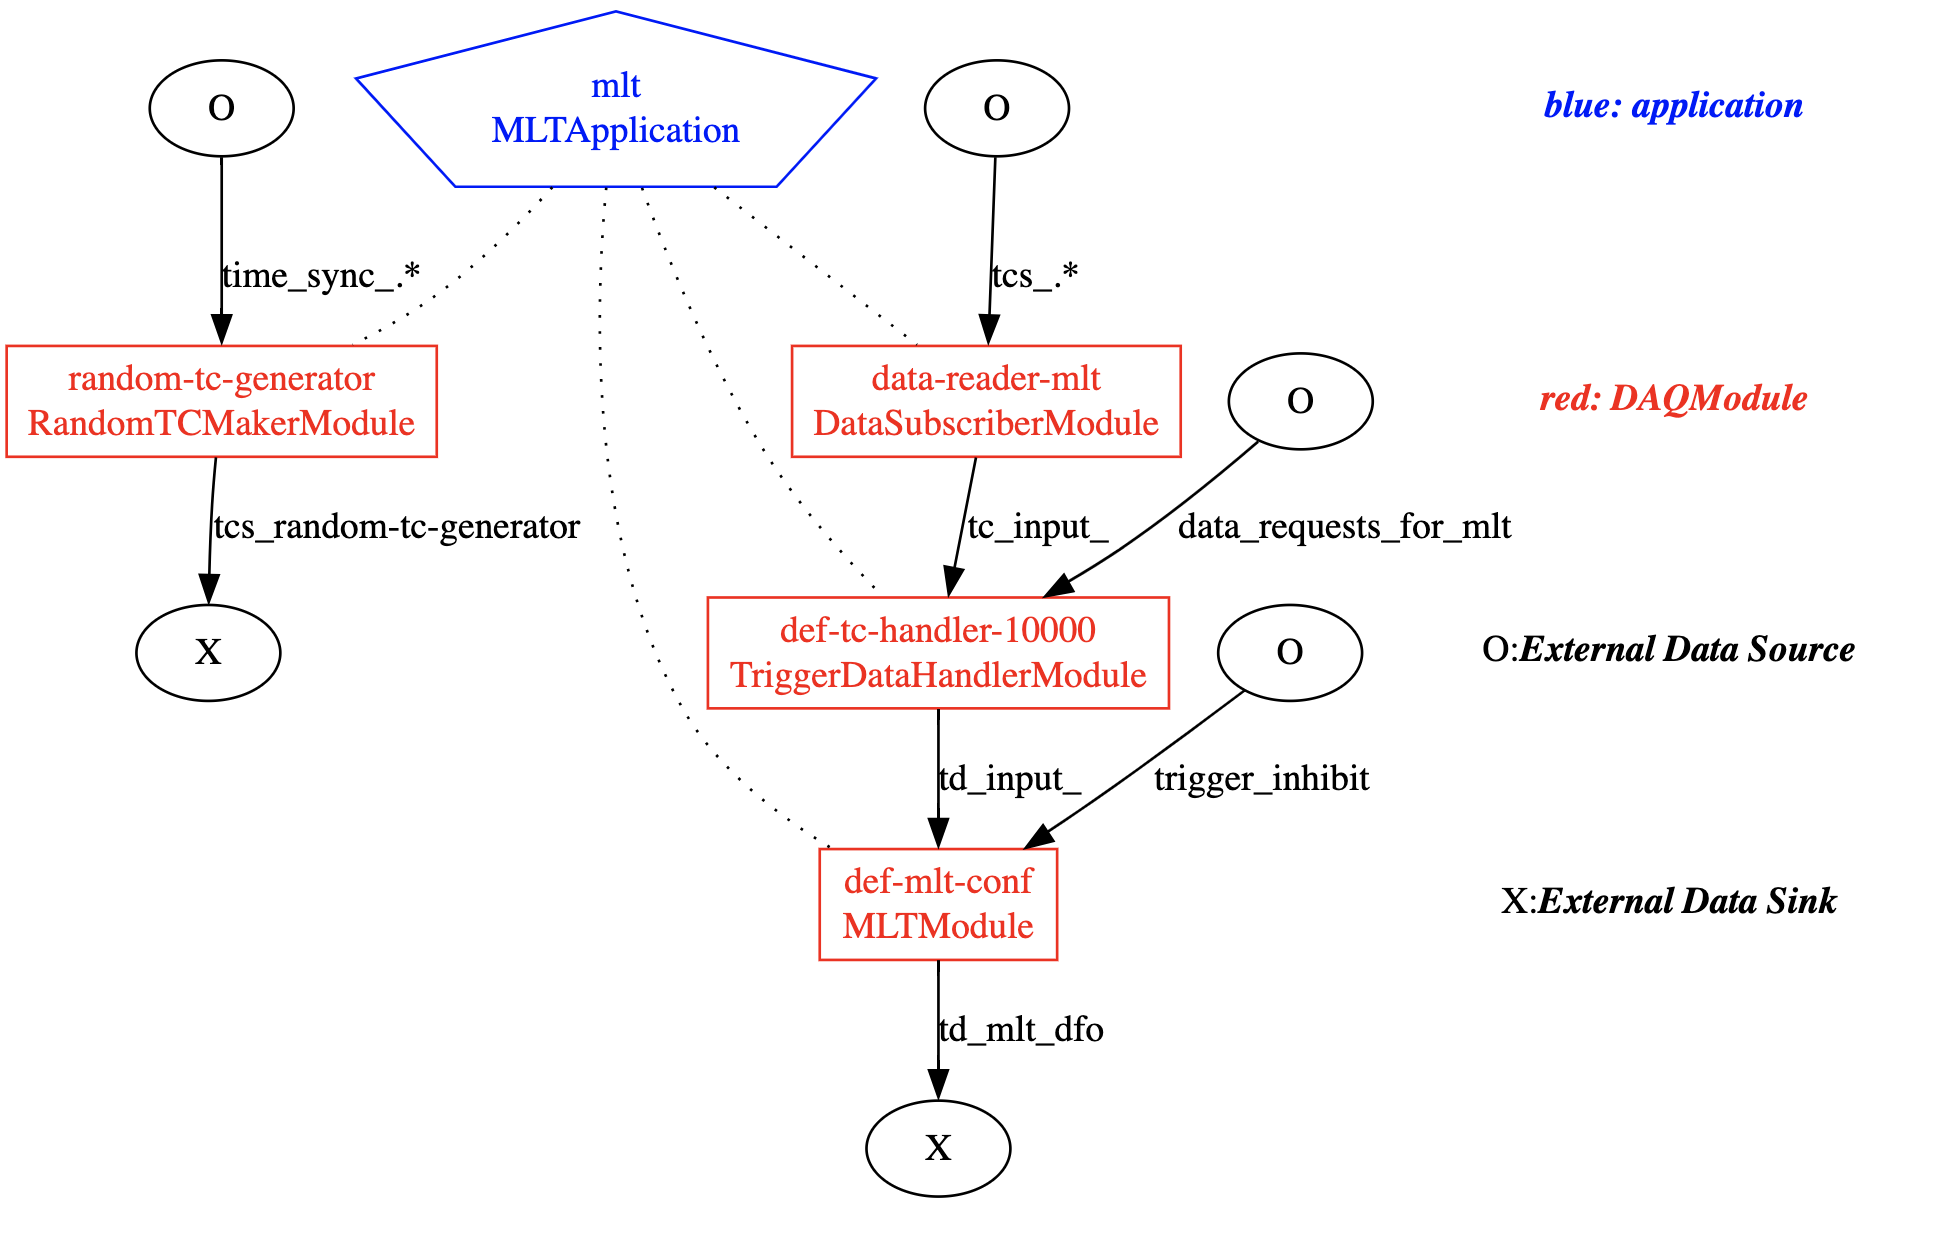 O
mlt
MLTApplication
O
blue: application
time_sync_.*
tcs_.*
random-tc-generator
RandomTCMakerModule
data-reader-mlt
DataSubscriberModule
O
red: DAQModule
tcs_random-tc-generator
tc_input_
data_requests_for_mlt
X
def-tc-handler-10000
TriggerDataHandlerModule
O
O:External Data Source
td_input_
trigger_inhibit
def-mlt-conf
MLTModule
X:External Data Sink
td_mlt_dfo
X